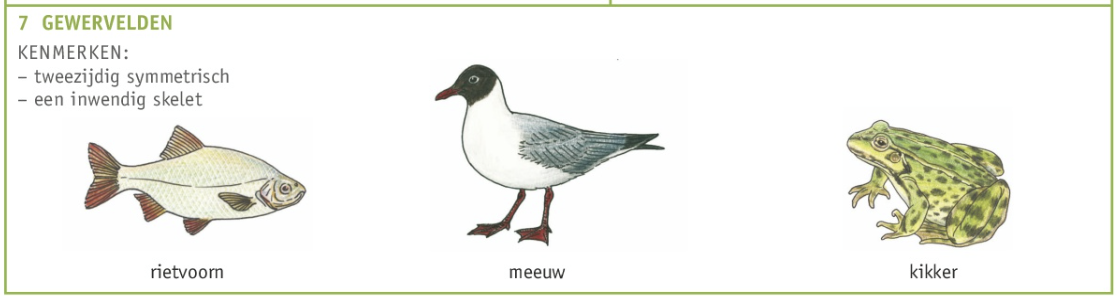 7 GEWERVELDEN
KENMERKEN:
– tweezijdig symmetrisch
– een inwendig skelet
rietvoorn
meeuw
kikker